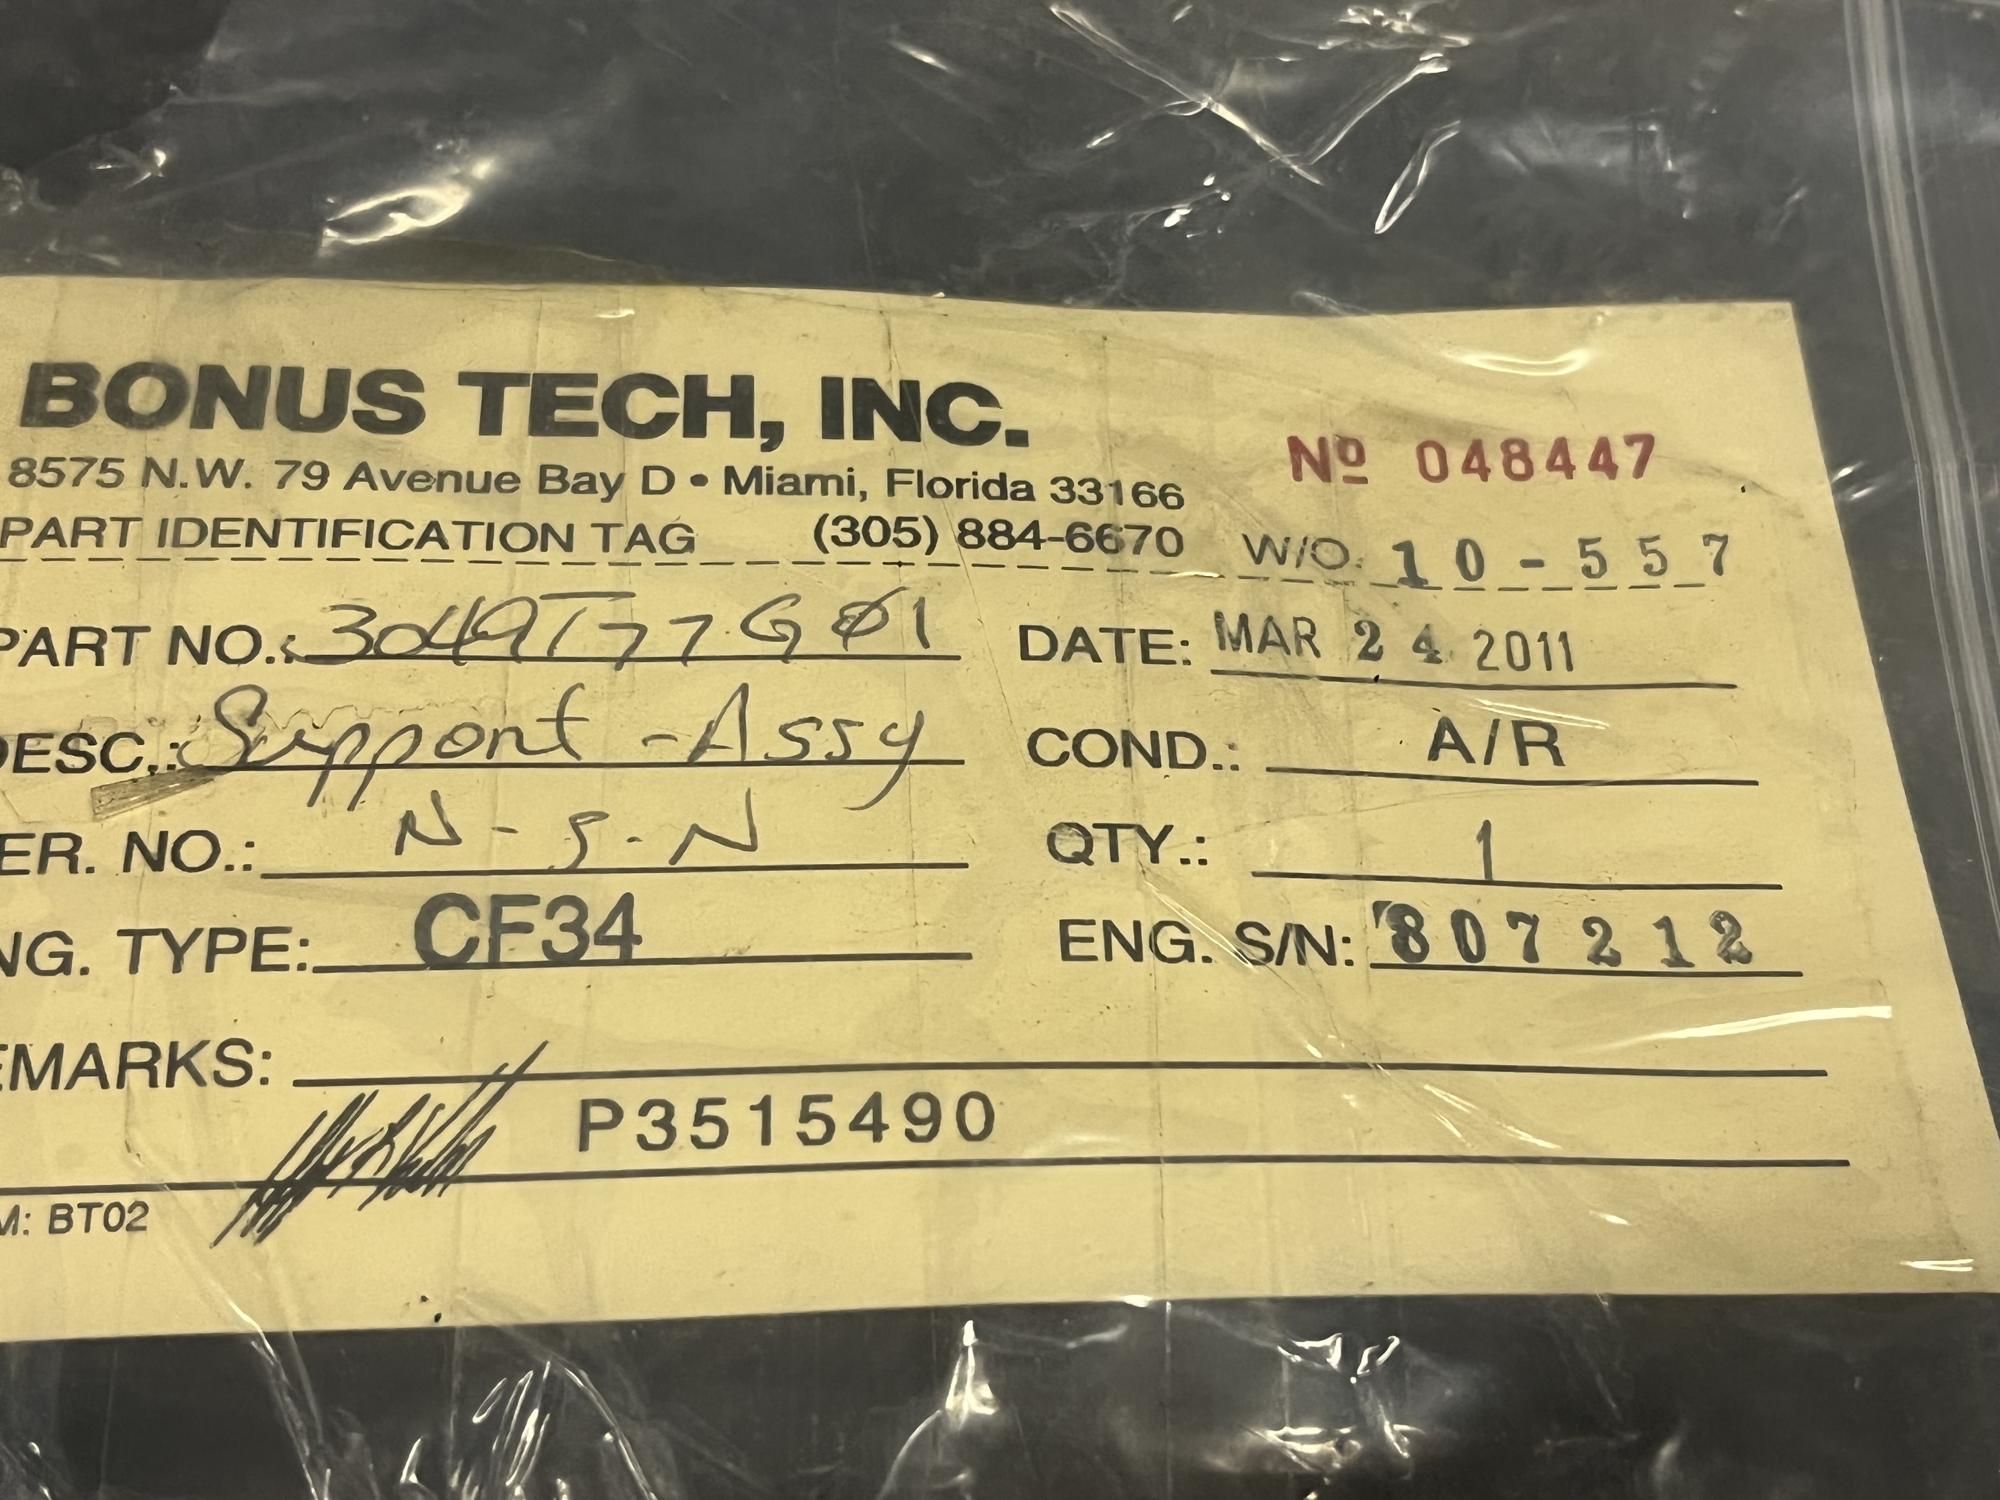 BONUS TECH, INC.
8575 N.W. 79 Avenue Bay D • Miami, Florida 33166
Nº 048447
PART IDENTIFICATION TAG (305) 884-6670
W/O: 10-557
PART NO.: 3049T77GØ1
DATE: MAR 24 2011
DESC.: Support-Assy
COND.: A/R
ER. NO.: N-S-N
QTY.: 1
NG. TYPE: CF34
ENG. S/N: 807212
EMARKS:
P3515490
M: BT02